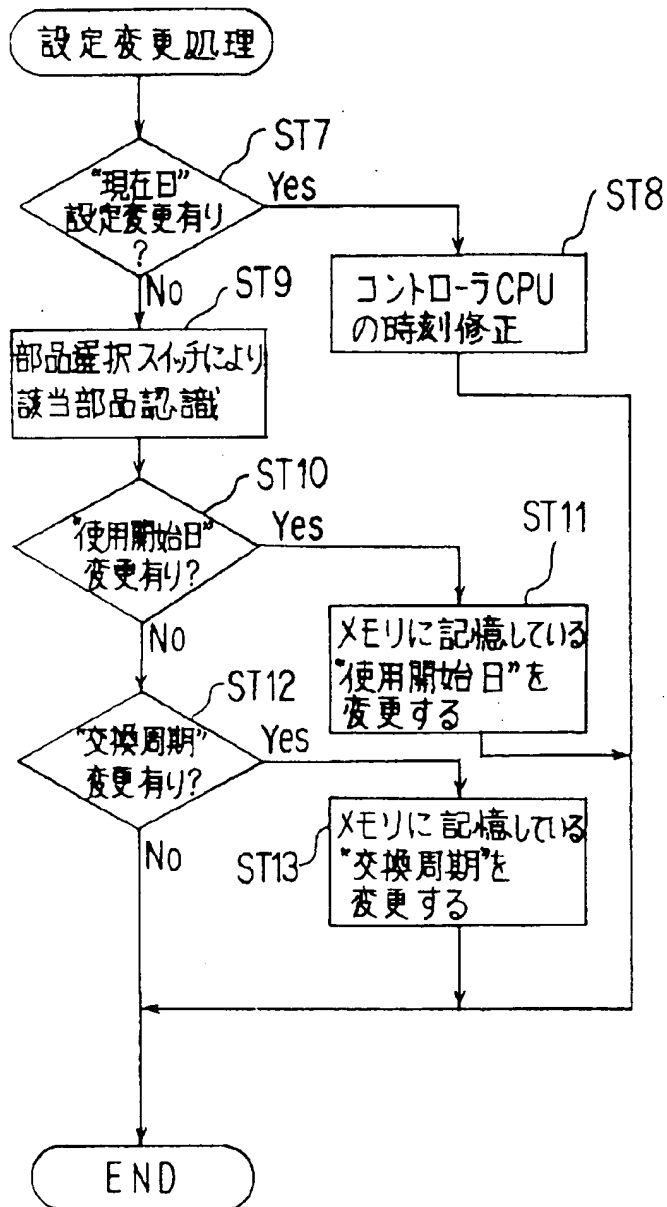 設定変更処理
ST7
“現在日”
設定変更有り
?
Yes
No
ST8
コントローラCPU
の時刻修正
ST9
部品選択スイッチにより
該当部品認識
ST10
“使用開始日”
変更有り?
Yes
No
ST11
メモリに記憶している
“使用開始日”を
変更する
ST12
“交換周期”
変更有り?
Yes
No
ST13
メモリに記憶している
“交換周期”を
変更する
END